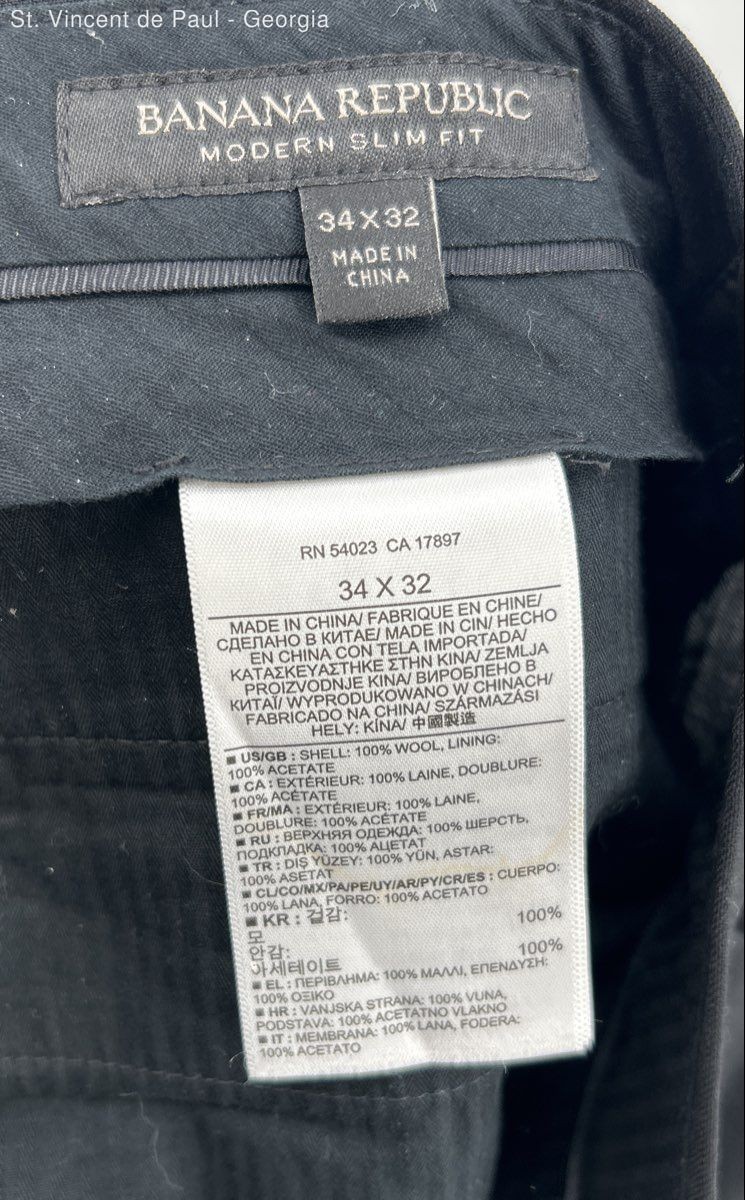 St. Vincent de Paul - Georgia
BANANA REPUBLIC
MODERN SLIM FIT
34 X 32
MADE IN
CHINA
RN 54023 CA 17897
34 X 32
MADE IN CHINA/ FABRIQUE EN CHINE/
СДЕЛАНО В КИТАЕ/ MADE IN CIN/ HECHO
EN CHINA CON TELA IMPORTADA/
ΚΑΤΑΣΚΕΥΑΣΤΗΚΕ ΣΤΗΝ ΚΙΝΑ/ ZEMLJA
PROIZVODNJE KINA/ ВИРОБЛЕНО В
КИТАЇ/ WYPRODUKOWANO W CHINACH/
FABRICADO NA CHINA/ SZÁRMAZÁSI
HELY: KÍNA/ 中國製造
■ US/GB : SHELL: 100% WOOL, LINING:
100% ACETATE
■ CA : EXTÉRIEUR: 100% LAINE, DOUBLURE:
100% ACÉTATE
■ FR/MA : EXTÉRIEUR: 100% LAINE,
DOUBLURE: 100% ACÉTATE
■ RU : ВЕРХНЯЯ ОДЕЖДА: 100% ШЕРСТЬ,
ПОДКЛАДКА: 100% АЦЕТАТ
■ TR : DIŞ YÜZEY: 100% YÜN, ASTAR:
100% ASETAT
■ CL/CO/MX/PA/PE/UY/AR/PY/CR/ES : CUERPO:
100% LANA, FORRO: 100% ACETATO
■ KR : 겉감: 100%
모
안감: 100%
아세테이트
■ EL : ΠΕΡΙΒΛΗΜΑ: 100% ΜΑΛΛΙ, ΕΠΕΝΔΥΣΗ:
100% ΟΞΙΚΟ
■ HR : VANJSKA STRANA: 100% VUNA,
PODSTAVA: 100% ACETATNO VLAKNO
■ IT : MEMBRANA: 100% LANA, FODERA:
100% ACETATO